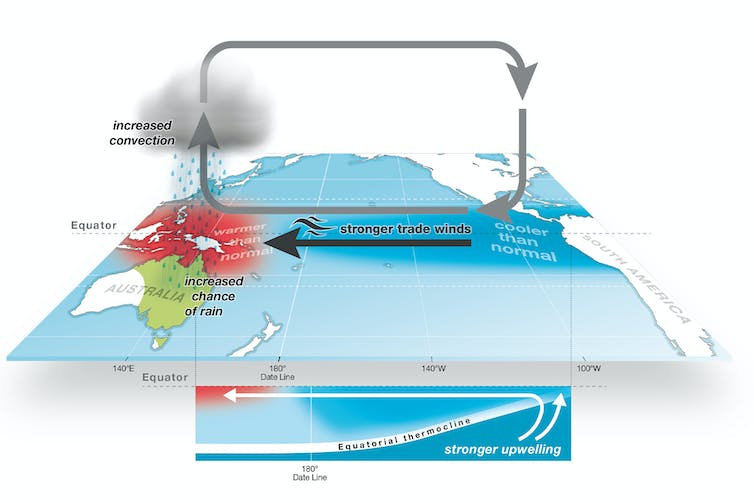 increased
convection
Equator
stronger trade winds
warmer
than
normal
cooler
than
normal
SOUTH AMERICA
AUSTRALIA
increased
chance
of rain
140°E
180°
Date Line
140°W
100°W
Equator
Equatorial thermocline
stronger upwelling
180°
Date Line